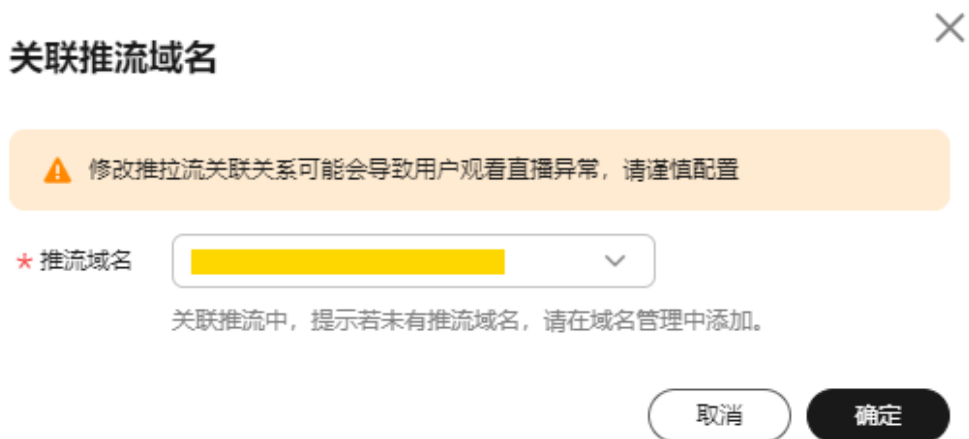 关联推流域名
修改推拉流关联关系可能会导致用户观看直播异常，请谨慎配置
* 推流域名
关联推流中，提示若未有推流域名，请在域名管理中添加。
取消 确定